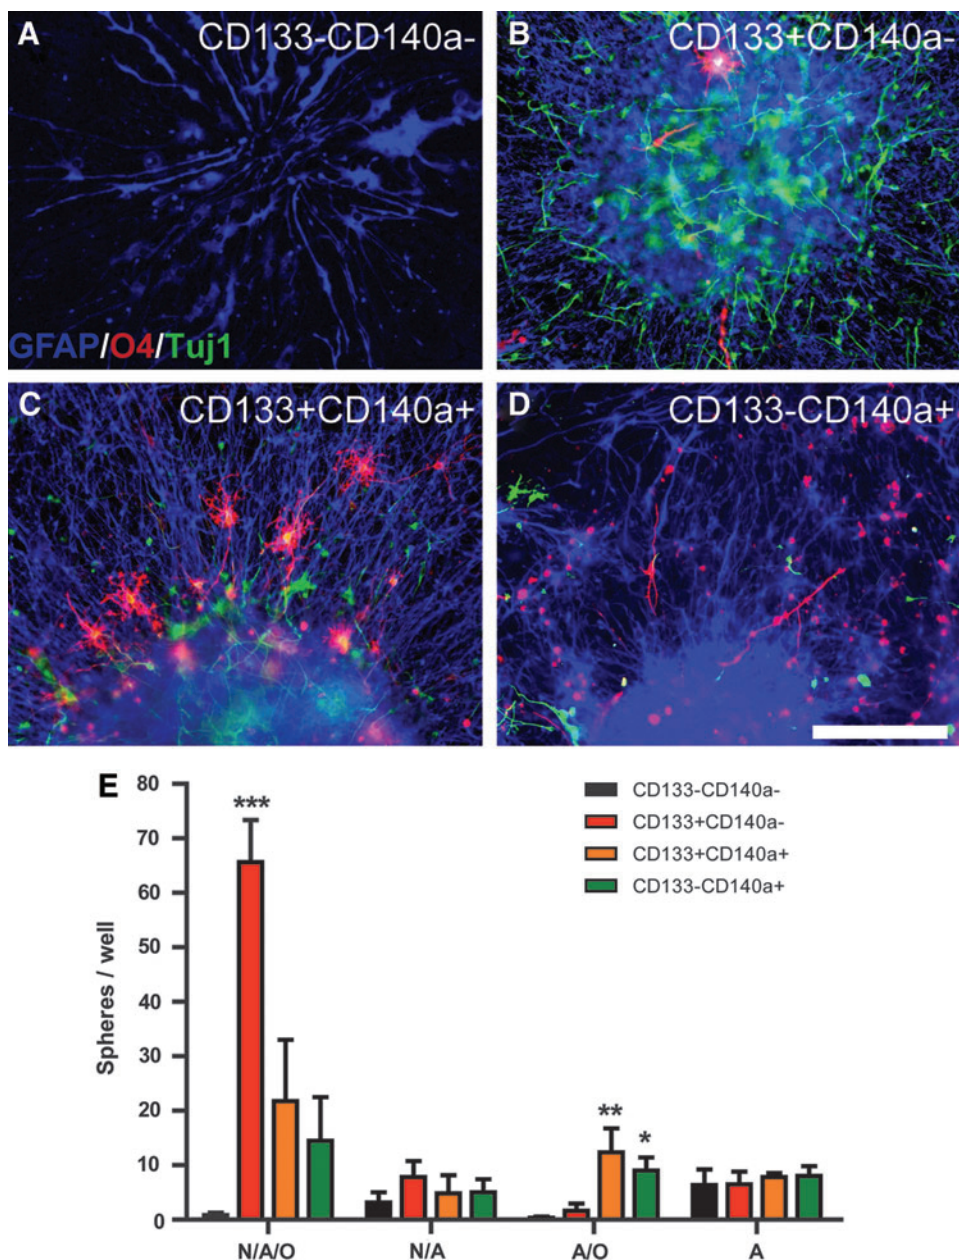 A CD133-CD140a-
GFAP/O4/Tuj1
B CD133+CD140a-
C CD133+CD140a+
D CD133-CD140a+
E
CD133-CD140a-
CD133+CD140a-
CD133+CD140a+
CD133-CD140a+
Spheres / well
80
70
60
50
40
30
20
10
0
***
**
*
N/A/O N/A A/O A